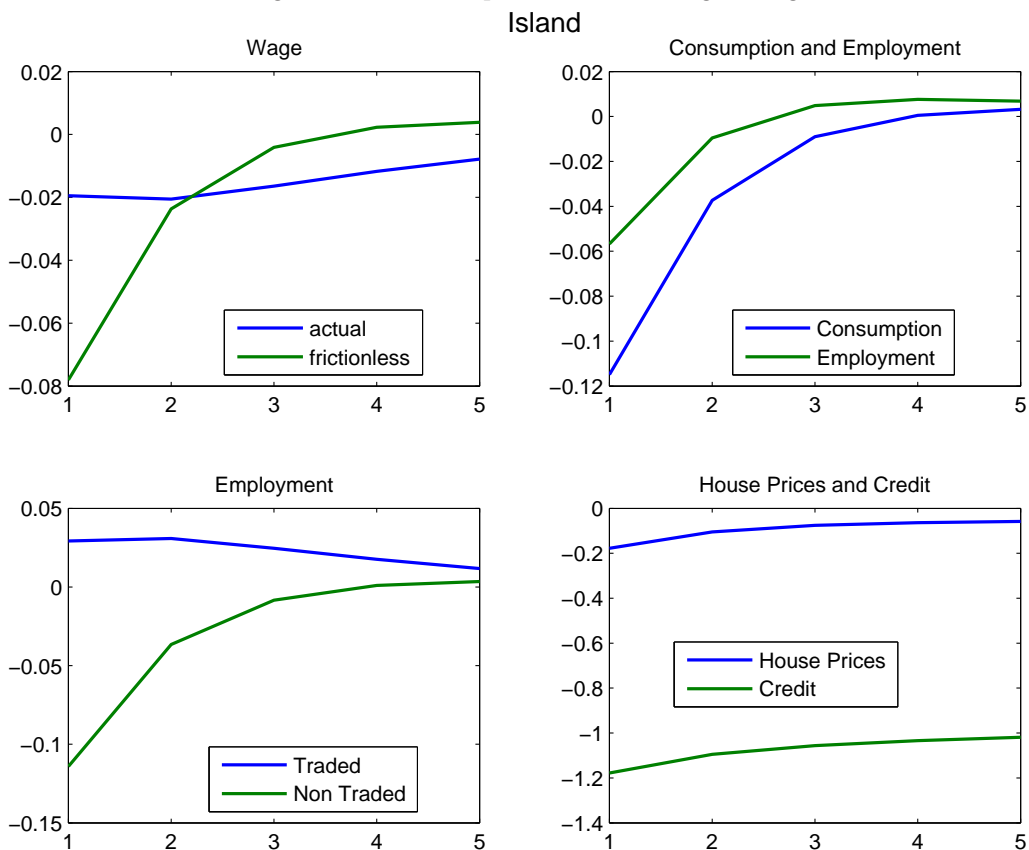 Island
Wage
0.02
0
−0.02
−0.04
−0.06
−0.08
1 2 3 4 5
actual
frictionless
Consumption and Employment
0.02
0
−0.02
−0.04
−0.06
−0.08
−0.1
−0.12
1 2 3 4 5
Consumption
Employment
Employment
0.05
0
−0.05
−0.1
−0.15
1 2 3 4 5
Traded
Non Traded
House Prices and Credit
0
−0.2
−0.4
−0.6
−0.8
−1
−1.2
−1.4
1 2 3 4 5
House Prices
Credit